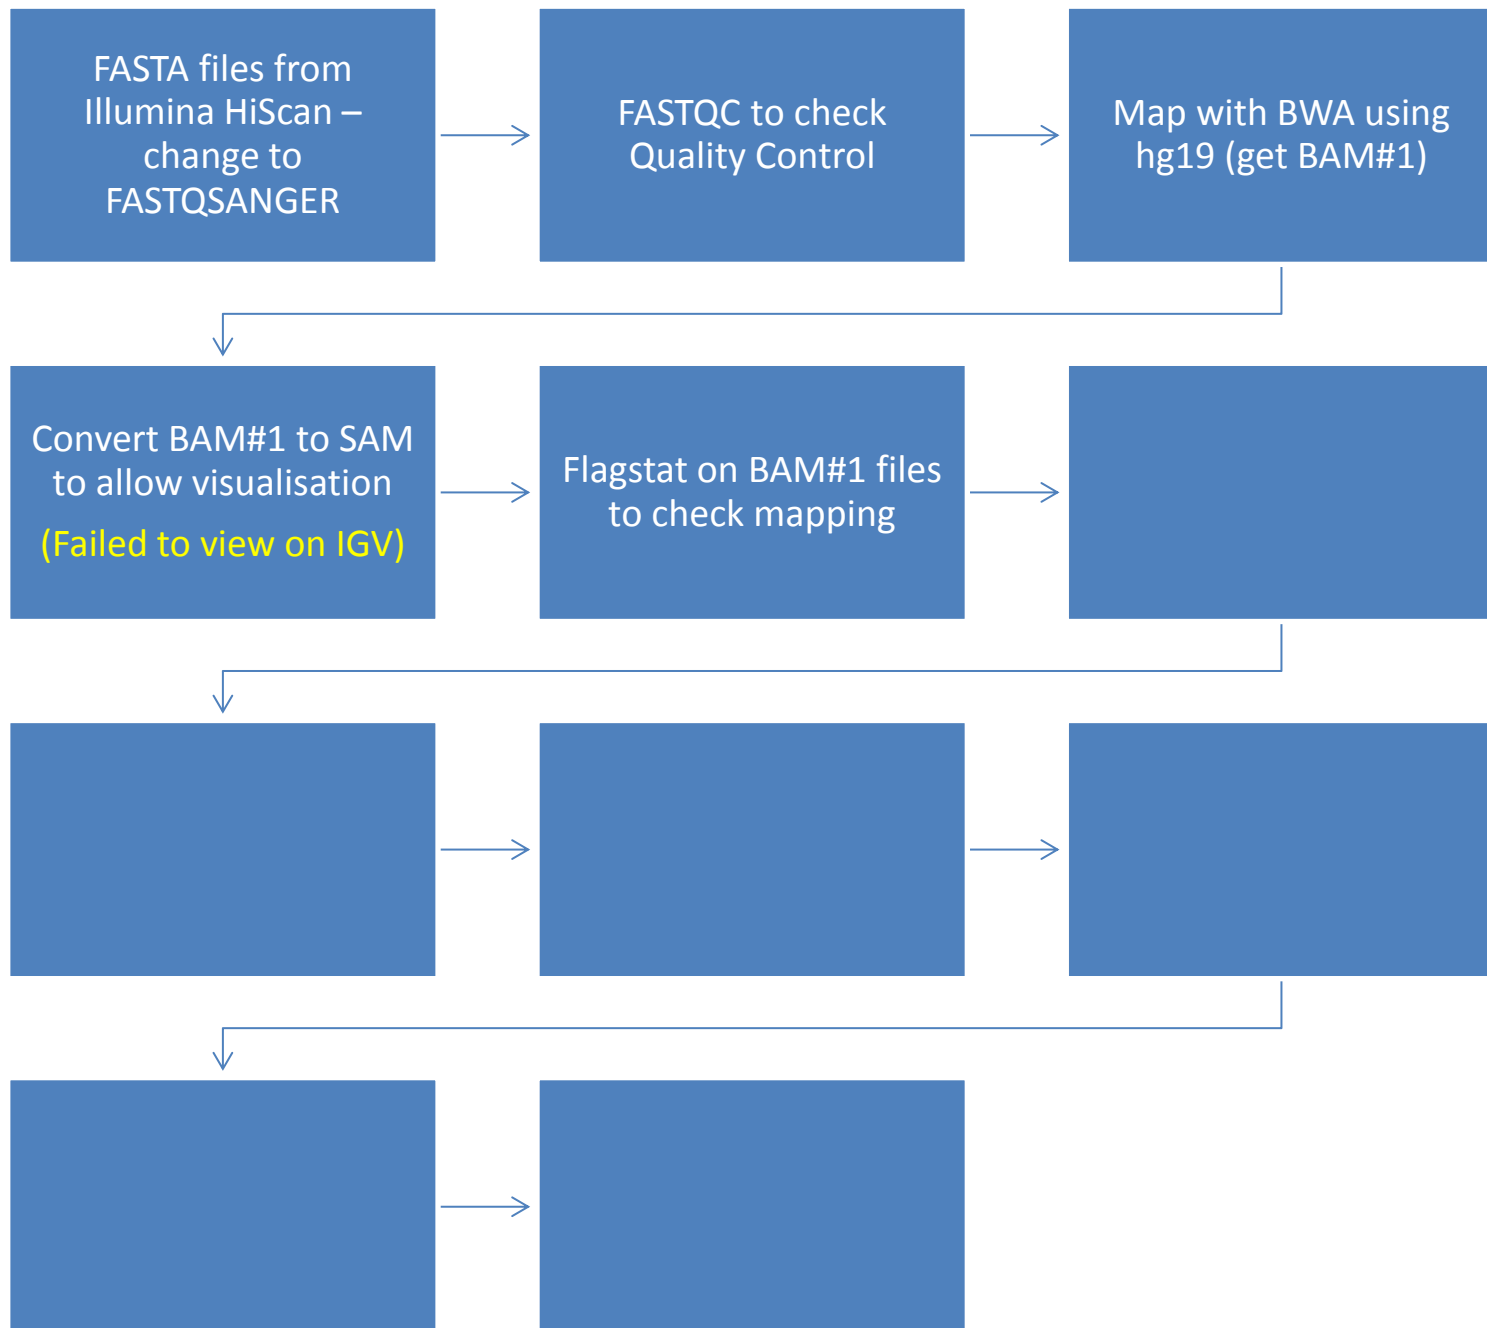 FASTA files from
Illumina HiScan –
change to
FASTQSANGER
FASTQC to check
Quality Control
Map with BWA using
hg19 (get BAM#1)
Convert BAM#1 to SAM
to allow visualisation
(Failed to view on IGV)
Flagstat on BAM#1 files
to check mapping